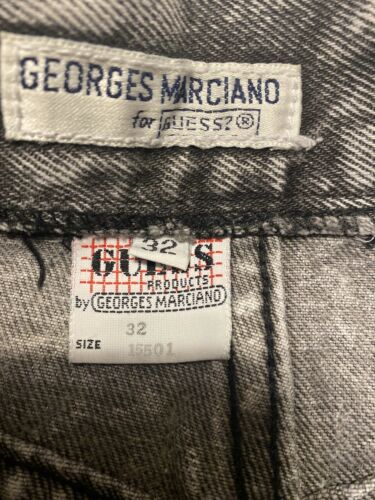 GEORGES MARCIANO
for GUESS?®
32
GUESS
PRODUCTS
by GEORGES MARCIANO
32
SIZE 15501